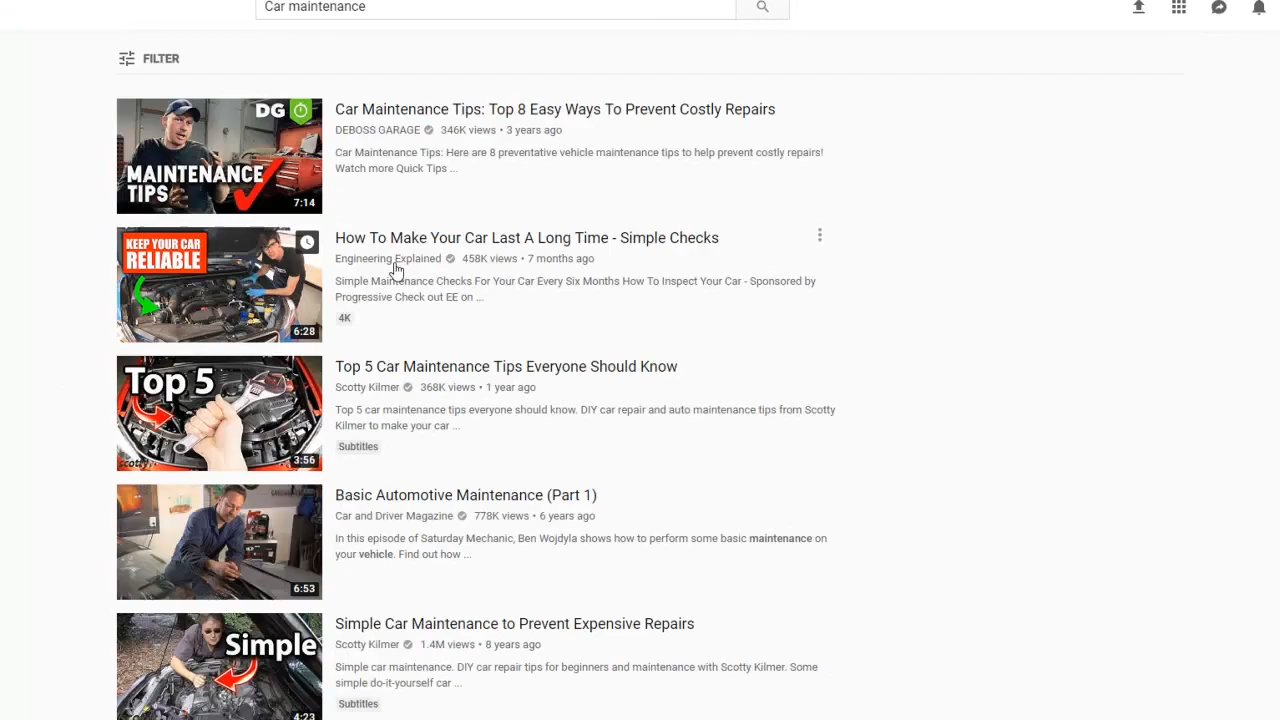 Car maintenance
FILTER
DG
MAINTENANCE
TIPS
7:14
Car Maintenance Tips: Top 8 Easy Ways To Prevent Costly Repairs
DEBOSS GARAGE 346K views • 3 years ago
Car Maintenance Tips: Here are 8 preventative vehicle maintenance tips to help prevent costly repairs!
Watch more Quick Tips ...
KEEP YOUR CAR
RELIABLE
6:28
How To Make Your Car Last A Long Time - Simple Checks
Engineering Explained 458K views • 7 months ago
Simple Maintenance Checks For Your Car Every Six Months How To Inspect Your Car - Sponsored by
Progressive Check out EE on ...
4K
Top 5
scotty
3:56
Top 5 Car Maintenance Tips Everyone Should Know
Scotty Kilmer 368K views • 1 year ago
Top 5 car maintenance tips everyone should know. DIY car repair and auto maintenance tips from Scotty
Kilmer to make your car ...
Subtitles
6:53
Basic Automotive Maintenance (Part 1)
Car and Driver Magazine 778K views • 6 years ago
In this episode of Saturday Mechanic, Ben Wojdyla shows how to perform some basic maintenance on
your vehicle. Find out how ...
Simple
4:23
Simple Car Maintenance to Prevent Expensive Repairs
Scotty Kilmer 1.4M views • 8 years ago
Simple car maintenance. DIY car repair tips for beginners and maintenance with Scotty Kilmer. Some
simple do-it-yourself car ...
Subtitles